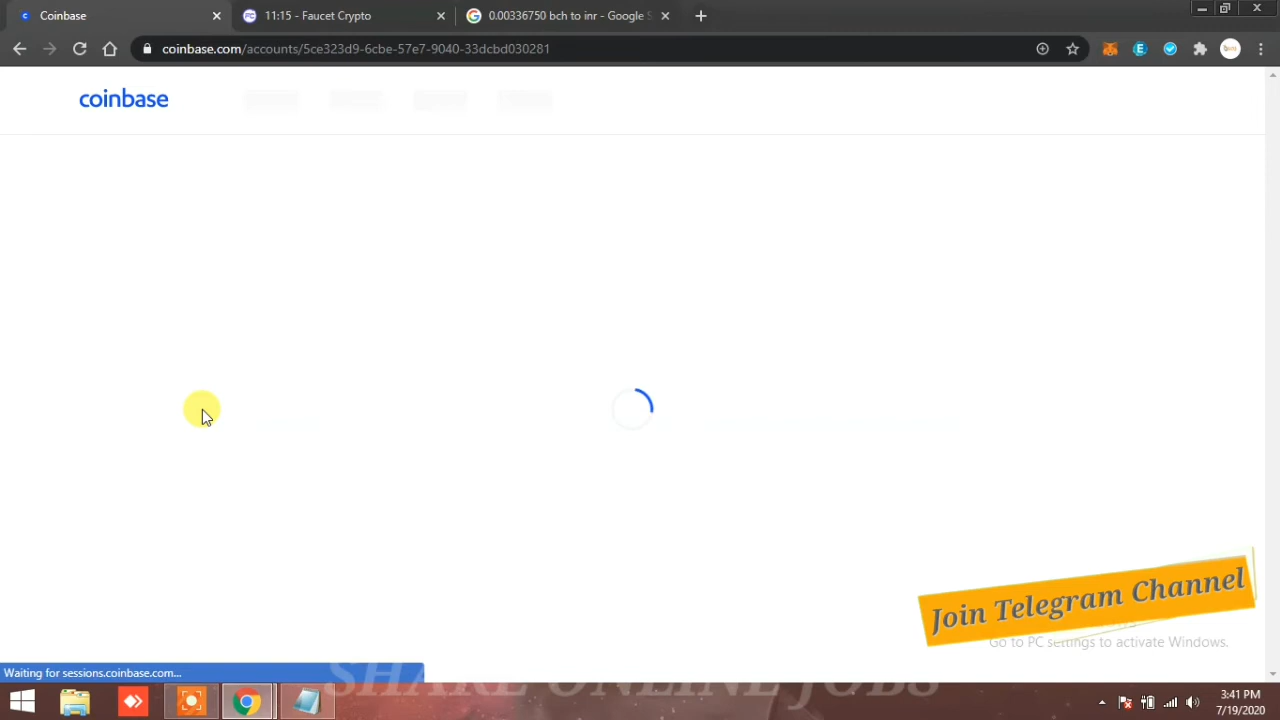 Coinbase
11:15 - Faucet Crypto
0.00336750 bch to inr - Google S
coinbase.com/accounts/5ce323d9-6cbe-57e7-9040-33dcbd030281
coinbase
Join Telegram Channel
Go to PC settings to activate Windows.
Waiting for sessions.coinbase.com...
SHARE ONLINE JOBS
3:41 PM
7/19/2020